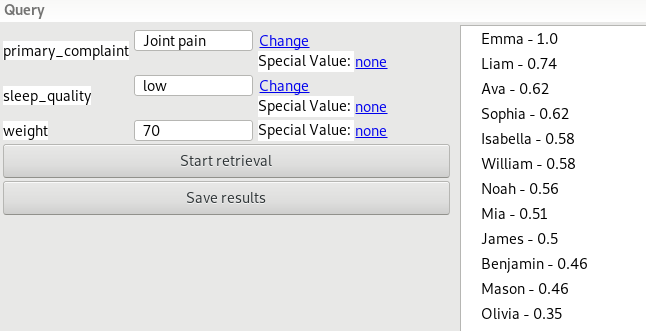 Query
primary_complaint Joint pain Change
Special Value: none
sleep_quality low Change
Special Value: none
weight 70 Special Value: none
Start retrieval
Save results
Emma - 1.0
Liam - 0.74
Ava - 0.62
Sophia - 0.62
Isabella - 0.58
William - 0.58
Noah - 0.56
Mia - 0.51
James - 0.5
Benjamin - 0.46
Mason - 0.46
Olivia - 0.35